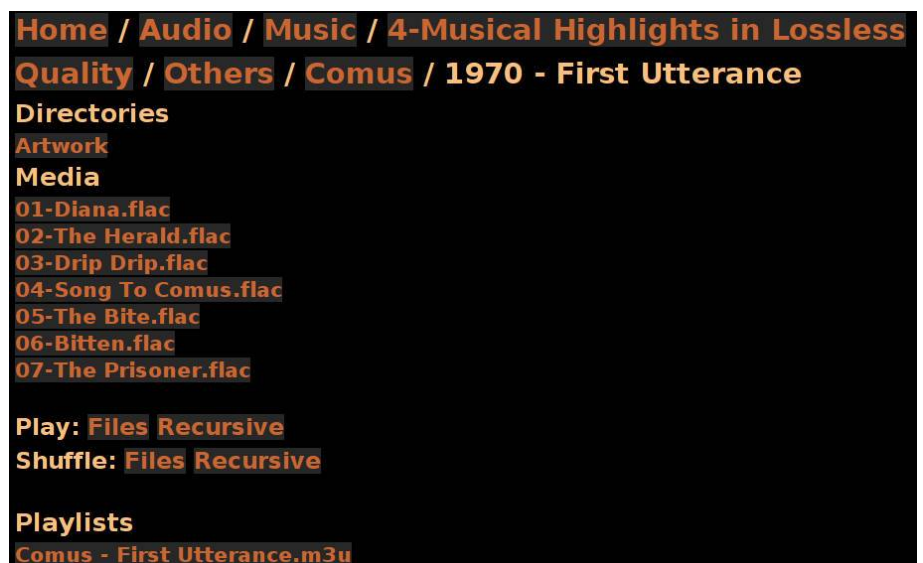 Home / Audio / Music / 4-Musical Highlights in Lossless
Quality / Others / Comus / 1970 - First Utterance
Directories
Artwork
Media
01-Diana.flac
02-The Herald.flac
03-Drip Drip.flac
04-Song To Comus.flac
05-The Bite.flac
06-Bitten.flac
07-The Prisoner.flac
Play: Files Recursive
Shuffle: Files Recursive
Playlists
Comus - First Utterance.m3u